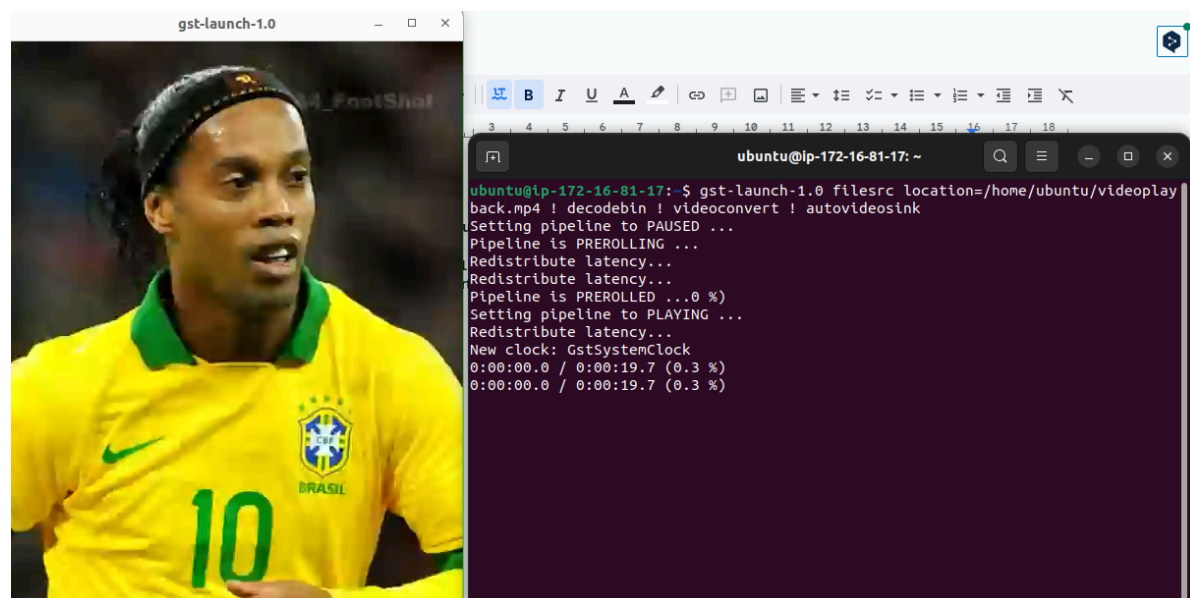 gst-launch-1.0
CBF
BRASIL
10
B I U A
3 4 5 6 7 8 9 10 11 12 13 14 15 16 17 18
ubuntu@ip-172-16-81-17: ~
ubuntu@ip-172-16-81-17:~$ gst-launch-1.0 filesrc location=/home/ubuntu/videoplay
back.mp4 ! decodebin ! videoconvert ! autovideosink
Setting pipeline to PAUSED ...
Pipeline is PREROLLING ...
Redistribute latency...
Redistribute latency...
Pipeline is PREROLLED ...0 %)
Setting pipeline to PLAYING ...
Redistribute latency...
New clock: GstSystemClock
0:00:00.0 / 0:00:19.7 (0.3 %)
0:00:00.0 / 0:00:19.7 (0.3 %)